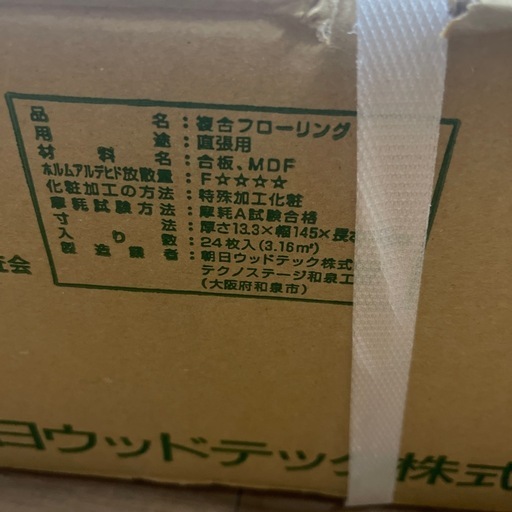 品名：複合フローリング
用途：直張用
材料名：合板、MDF
ホルムアルデヒド放散量：F☆☆☆☆
化粧加工の方法：特殊加工化粧
摩耗試験方法：摩耗A試験合格
寸法：厚さ13.3×幅145×長さ
入り数：24枚入(3.16㎡)
製造者：朝日ウッドテック株式
テクノステージ和泉工
(大阪府和泉市)
会
日ウッドテック株式